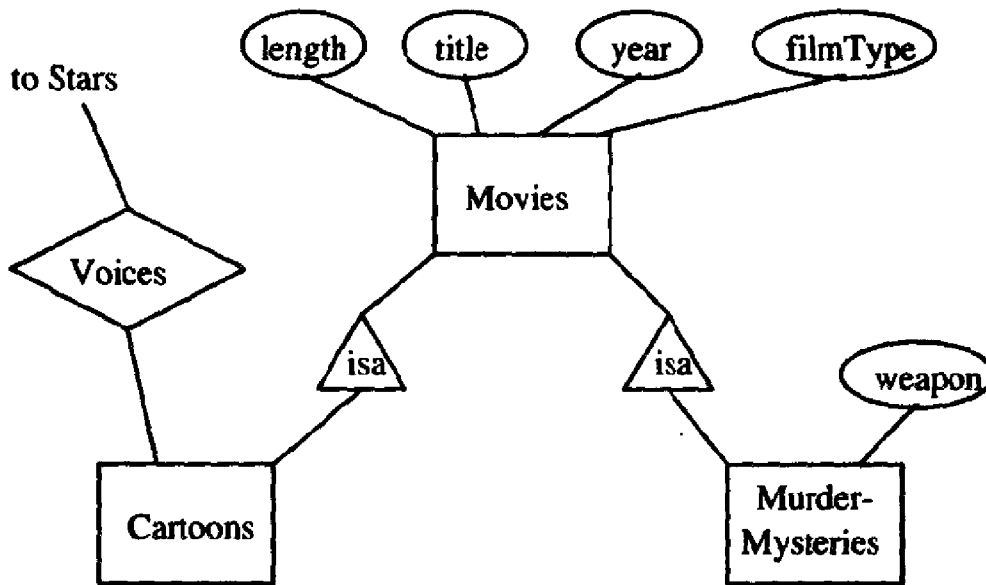 length
title
year
filmType
to Stars
Movies
Voices
isa
isa
weapon
Cartoons
Murder-
Mysteries